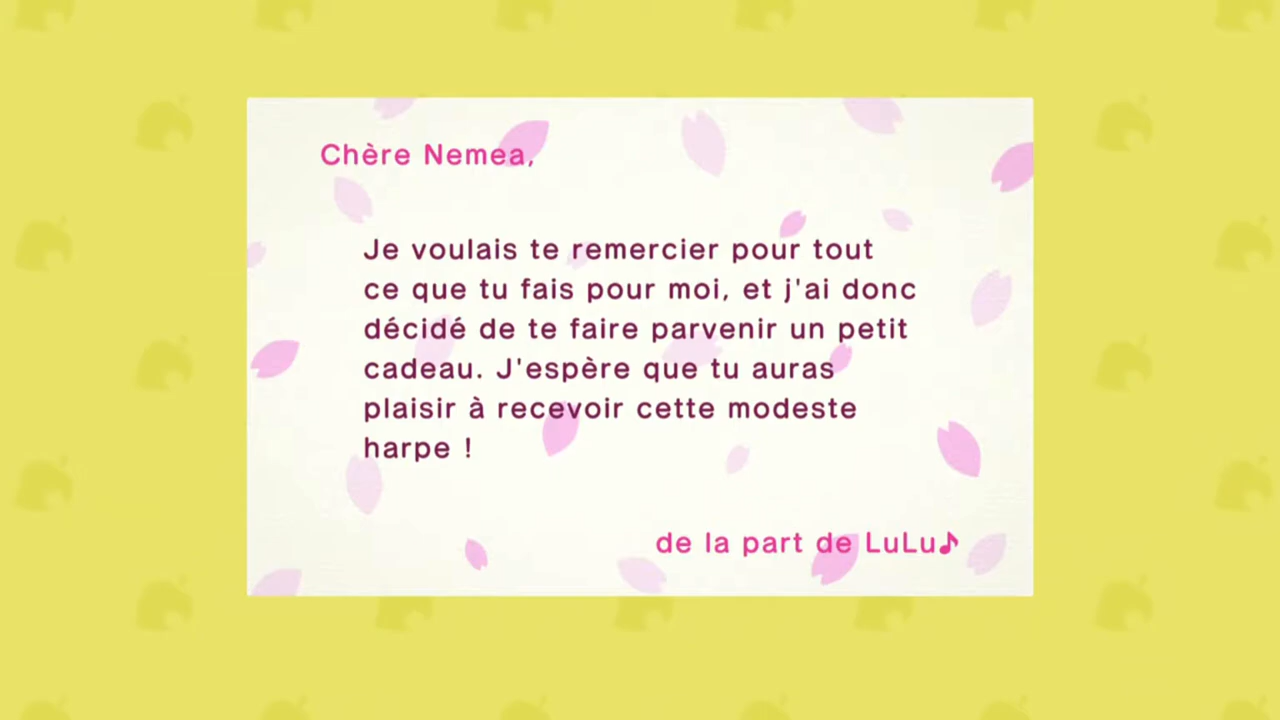 Chère Nemea,
Je voulais te remercier pour tout
ce que tu fais pour moi, et j'ai donc
décidé de te faire parvenir un petit
cadeau. J'espère que tu auras
plaisir à recevoir cette modeste
harpe !
de la part de LuLu♪